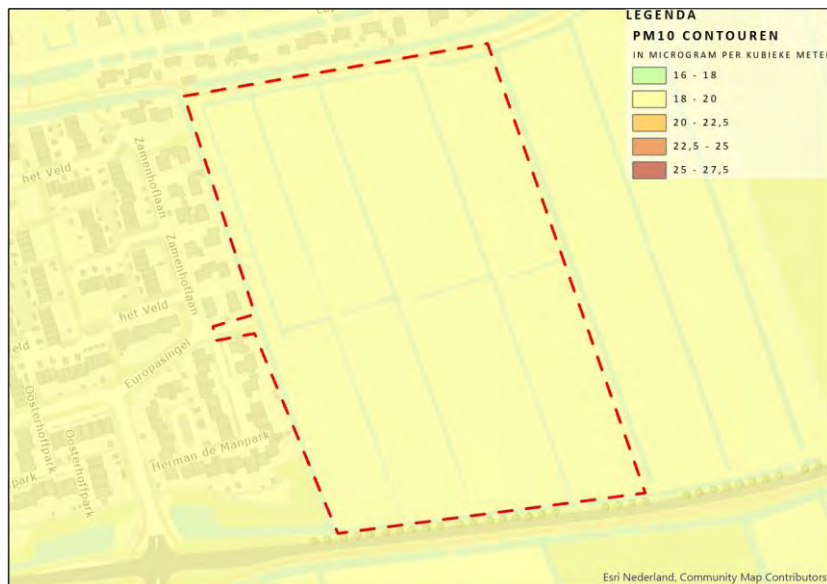 LEGENDA
PM10 CONTOUREN
IN MICROGRAM PER KUBIEKE METER
16 - 18
18 - 20
20 - 22,5
22,5 - 25
25 - 27,5
het Veld
Zamenhoflaan
Zamenhoflaan
het Veld
eld
Europasingel
Oosterhoffpark
Oosterhoffpark
Herman de Manpark
park
Esri Nederland, Community Map Contributors